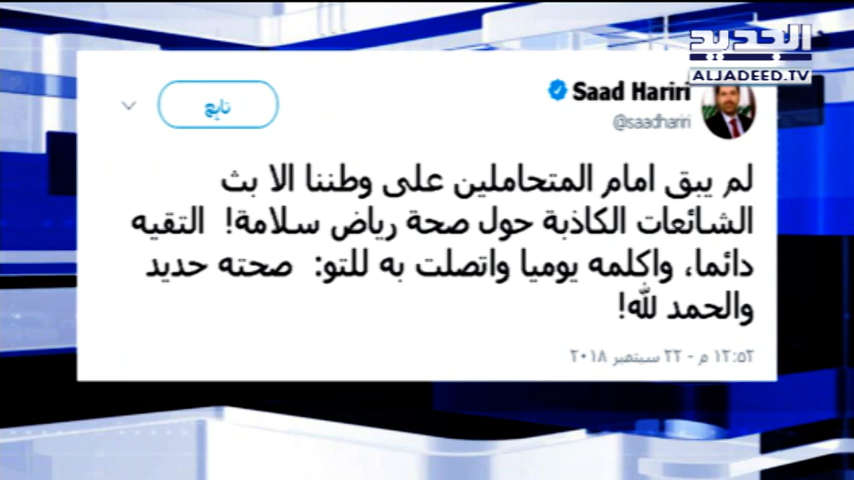 الجديد
ALJADEED.TV
Saad Hariri
@saadhariri
تابع
لم يبق امام المتحاملين على وطننا الا بث
الشائعات الكاذبة حول صحة رياض سلامة! التقيه
دائما، واكلمه يوميا واتصلت به للتو: صحته حديد
والحمد لله!
١٢:٥٢ م - ٢٢ سبتمبر ٢٠١٨